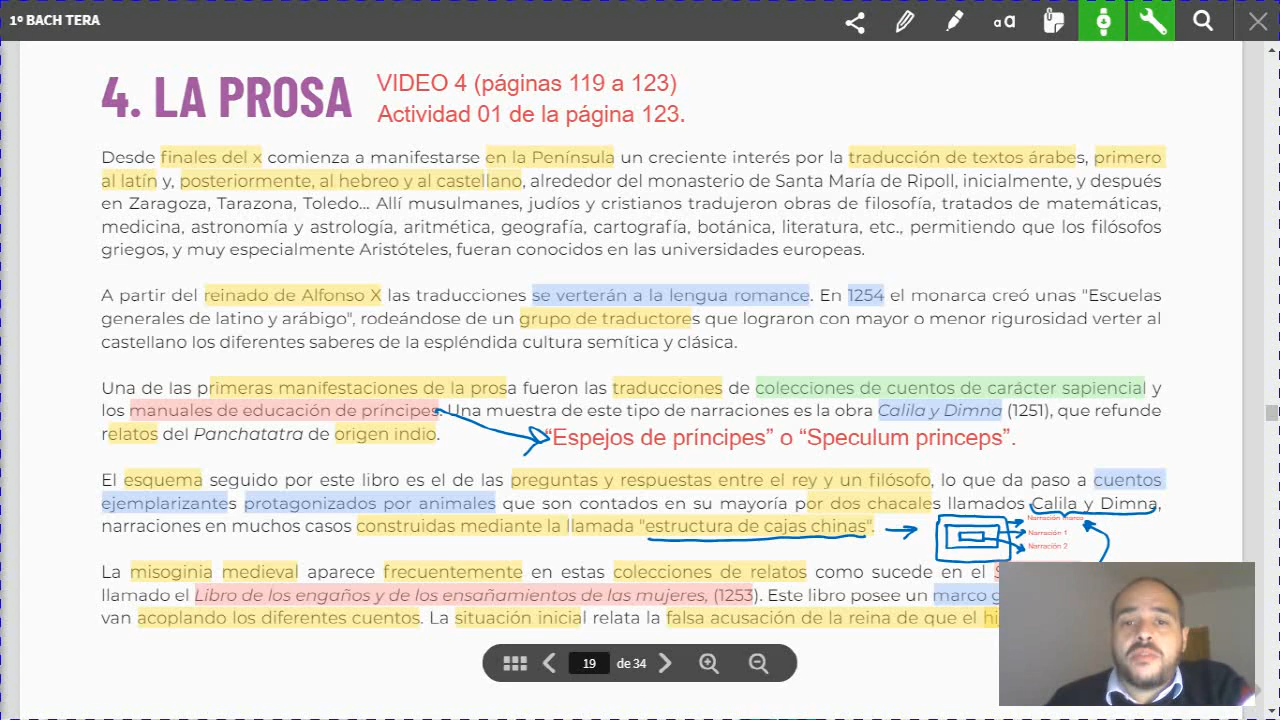 1º BACH TERA
aa
4. LA PROSA
VIDEO 4 (páginas 119 a 123)
Actividad 01 de la página 123.
Desde finales del x comienza a manifestarse en la Península un creciente interés por la traducción de textos árabes, primero
al latín y, posteriormente, al hebreo y al castellano, alrededor del monasterio de Santa María de Ripoll, inicialmente, y después
en Zaragoza, Tarazona, Toledo... Allí musulmanes, judíos y cristianos tradujeron obras de filosofía, tratados de matemáticas,
medicina, astronomía y astrología, aritmética, geografía, cartografía, botánica, literatura, etc., permitiendo que los filósofos
griegos, y muy especialmente Aristóteles, fueran conocidos en las universidades europeas.
A partir del reinado de Alfonso X las traducciones se verterán a la lengua romance. En 1254 el monarca creó unas "Escuelas
generales de latino y arábigo", rodeándose de un grupo de traductores que lograron con mayor o menor rigurosidad verter al
castellano los diferentes saberes de la espléndida cultura semítica y clásica.
Una de las primeras manifestaciones de la prosa fueron las traducciones de colecciones de cuentos de carácter sapiencial y
los manuales de educación de príncipes. Una muestra de este tipo de narraciones es la obra Calila y Dimna (1251), que refunde
relatos del Panchatatra de origen indio.
"Espejos de príncipes" o "Speculum princeps".
El esquema seguido por este libro es el de las preguntas y respuestas entre el rey y un filósofo, lo que da paso a cuentos
ejemplarizantes protagonizados por animales que son contados en su mayoría por dos chacales llamados Calila y Dimna,
narraciones en muchos casos construidas mediante la llamada "estructura de cajas chinas".
Narración marco
Narración 1
Narración 2
La misoginia medieval aparece frecuentemente en estas colecciones de relatos como sucede en el
llamado el Libro de los engaños y de los ensañamientos de las mujeres, (1253). Este libro posee un marco
van acoplando los diferentes cuentos. La situación inicial relata la falsa acusación de la reina de que el
19 de 34